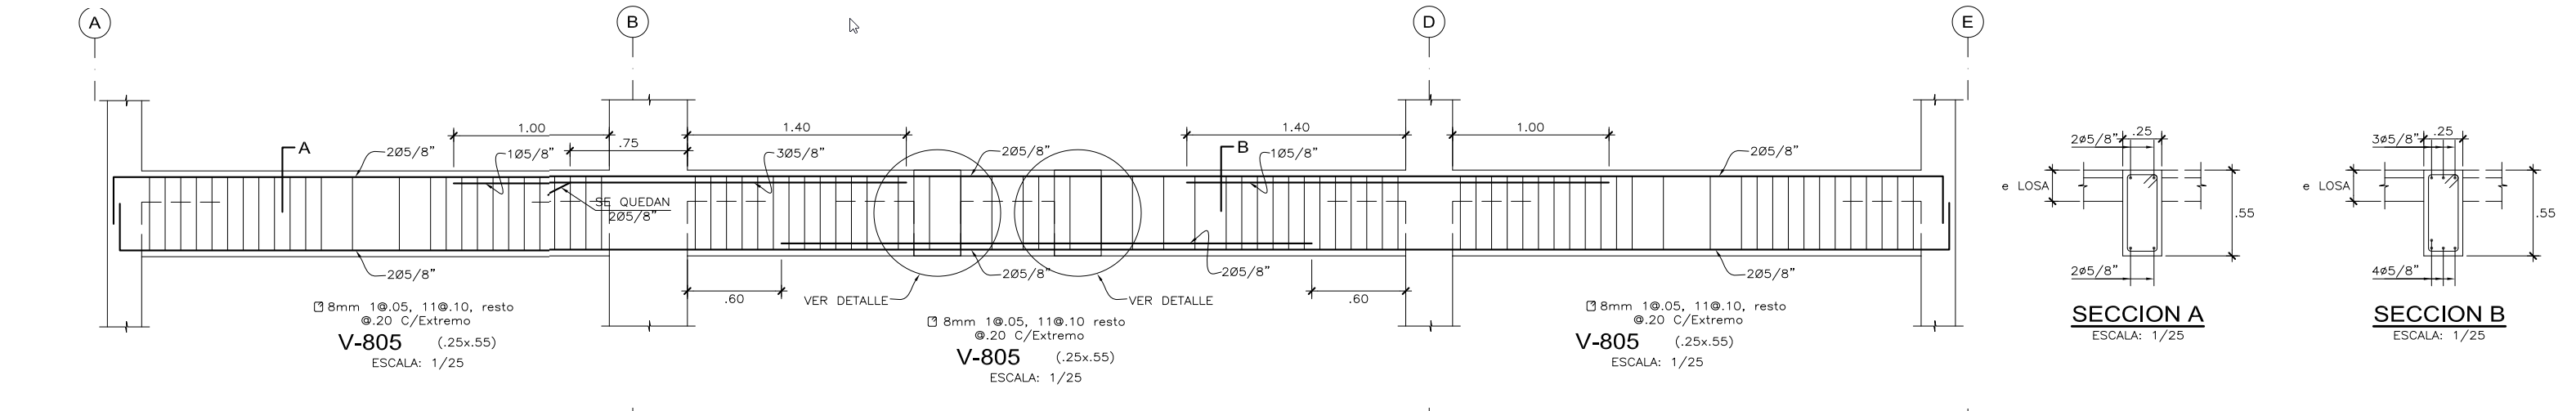 A
B
D
E
1.00
.75
1.40
1.40
1.00
A
2Ø5/8"
1Ø5/8"
3Ø5/8"
2Ø5/8"
B
1Ø5/8"
2Ø5/8"
SE QUEDAN
2Ø5/8"
2Ø5/8"
2Ø5/8"
2Ø5/8"
2Ø5/8"
.60
VER DETALLE
VER DETALLE
.60
8mm 1@.05, 11@.10, resto
@.20 C/Extremo
V-805 (.25x.55)
ESCALA: 1/25
8mm 1@.05, 11@.10 resto
@.20 C/Extremo
V-805 (.25x.55)
ESCALA: 1/25
8mm 1@.05, 11@.10, resto
@.20 C/Extremo
V-805 (.25x.55)
ESCALA: 1/25
2ø5/8" .25
e LOSA
.55
2ø5/8"
SECCION A
ESCALA: 1/25
3ø5/8" .25
e LOSA
.55
4ø5/8"
SECCION B
ESCALA: 1/25